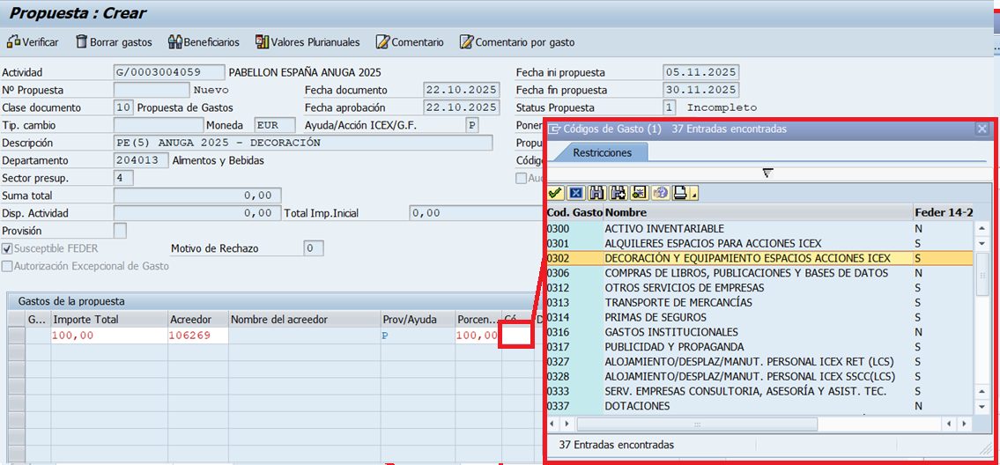 Propuesta : Crear
Verificar Borrar gastos Beneficiarios Valores Plurianuales Comentario Comentario por gasto
Actividad G/0003004059 PABELLON ESPAÑA ANUGA 2025 Fecha ini propuesta 05.11.2025
Nº Propuesta Nuevo Fecha documento 22.10.2025 Fecha fin propuesta 30.11.2025
Clase documento 10 Propuesta de Gastos Fecha aprobación 22.10.2025 Status Propuesta 1 Incompleto
Tip. cambio Moneda EUR Ayuda/Acción ICEX/G.F. P Ponen
Descripción PE(5) ANUGA 2025 - DECORACIÓN Propu
Departamento 204013 Alimentos y Bebidas Códig
Sector presup. 4 Au
Suma total 0,00
Disp. Actividad 0,00 Total Imp.Inicial 0,00
Provisión
Susceptible FEDER Motivo de Rechazo 0
Autorización Excepcional de Gasto
Gastos de la propuesta
G... Importe Total Acreedor Nombre del acreedor Prov/Ayuda Porcen... Có... D
100,00 106269 P 100,00
Códigos de Gasto (1) 37 Entradas encontradas
Restricciones
Cod. Gasto Nombre Feder 14-2
0300 ACTIVO INVENTARIABLE N
0301 ALQUILERES ESPACIOS PARA ACCIONES ICEX S
0302 DECORACIÓN Y EQUIPAMIENTO ESPACIOS ACCIONES ICEX S
0306 COMPRAS DE LIBROS, PUBLICACIONES Y BASES DE DATOS N
0312 OTROS SERVICIOS DE EMPRESAS S
0313 TRANSPORTE DE MERCANCÍAS S
0314 PRIMAS DE SEGUROS S
0316 GASTOS INSTITUCIONALES N
0317 PUBLICIDAD Y PROPAGANDA S
0327 ALOJAMIENTO/DESPLAZ/MANUT. PERSONAL ICEX RET (LCS) S
0328 ALOJAMIENTO/DESPLAZ/MANUT. PERSONAL ICEX SSCC(LCS) S
0333 SERV. EMPRESAS CONSULTORIA, ASESORÍA Y ASIST. TEC. S
0337 DOTACIONES N
37 Entradas encontradas